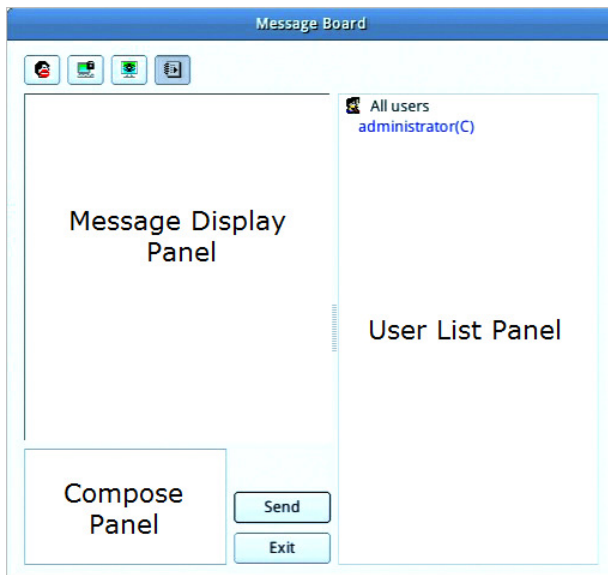 Message Board
All users
administrator(C)
Message Display
Panel
User List Panel
Compose
Panel
Send
Exit